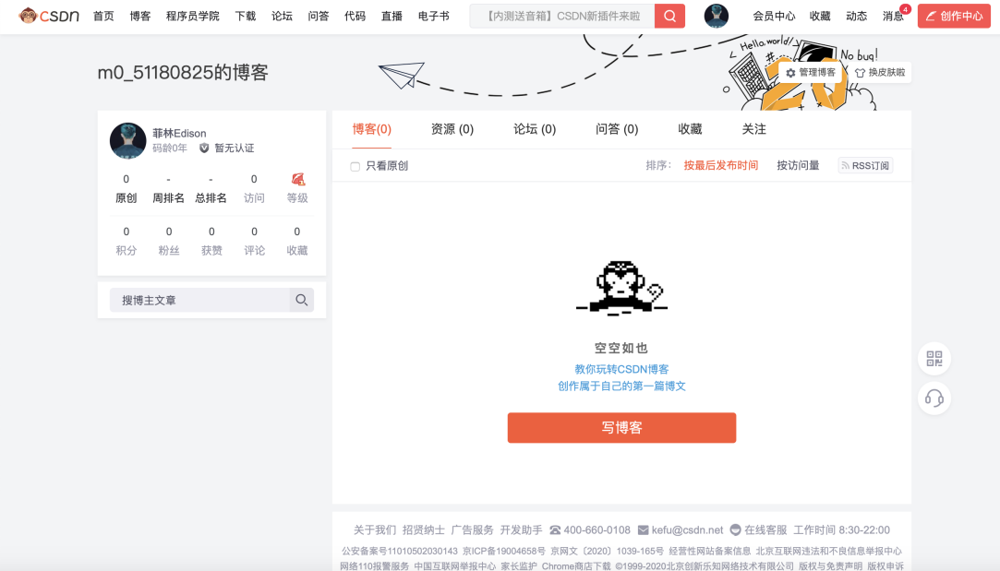 CSDN 首页 博客 程序员学院 下载 论坛 问答 代码 直播 电子书 【内测送音箱】CSDN新插件来啦 会员中心 收藏 动态 消息 4 创作中心
Hello,world!
No bug!
m0_51180825的博客
管理博客 换皮肤啦
菲林Edison
码龄0年 暂无认证
0 - - 0
原创 周排名 总排名 访问 等级
0 0 0 0 0
积分 粉丝 获赞 评论 收藏
搜博主文章
博客(0) 资源 (0) 论坛 (0) 问答 (0) 收藏 关注
只看原创 排序： 按最后发布时间 按访问量 RSS订阅
空空如也
教你玩转CSDN博客
创作属于自己的第一篇博文
写博客
关于我们 招贤纳士 广告服务 开发助手 400-660-0108 kefu@csdn.net 在线客服 工作时间 8:30-22:00
公安备案号11010502030143 京ICP备19004658号 京网文〔2020〕1039-165号 经营性网站备案信息 北京互联网违法和不良信息举报中心
网络110报警服务 中国互联网举报中心 家长监护 Chrome商店下载 ©1999-2020北京创新乐知网络技术有限公司 版权与免责声明 版权申诉